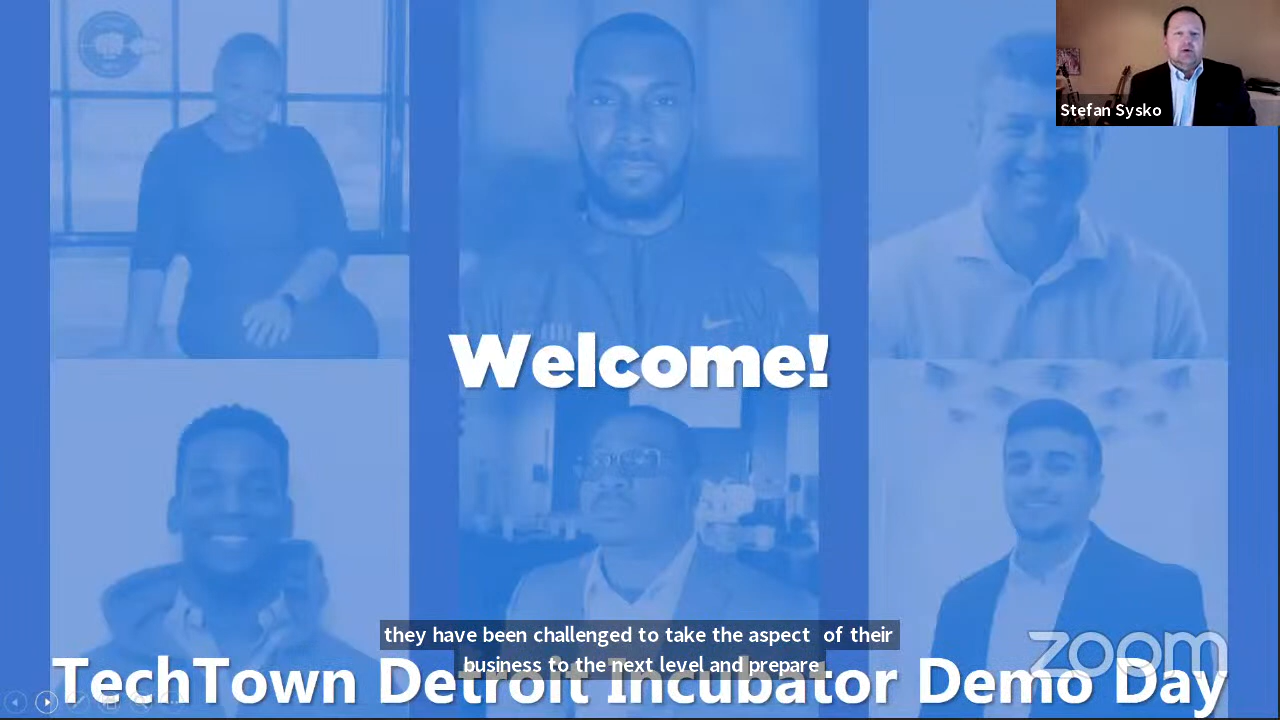 Stefan Sysko
Welcome!
they have been challenged to take the aspect of their
business to the next level and prepare
TechTown Detroit Incubator Demo Day
zoom